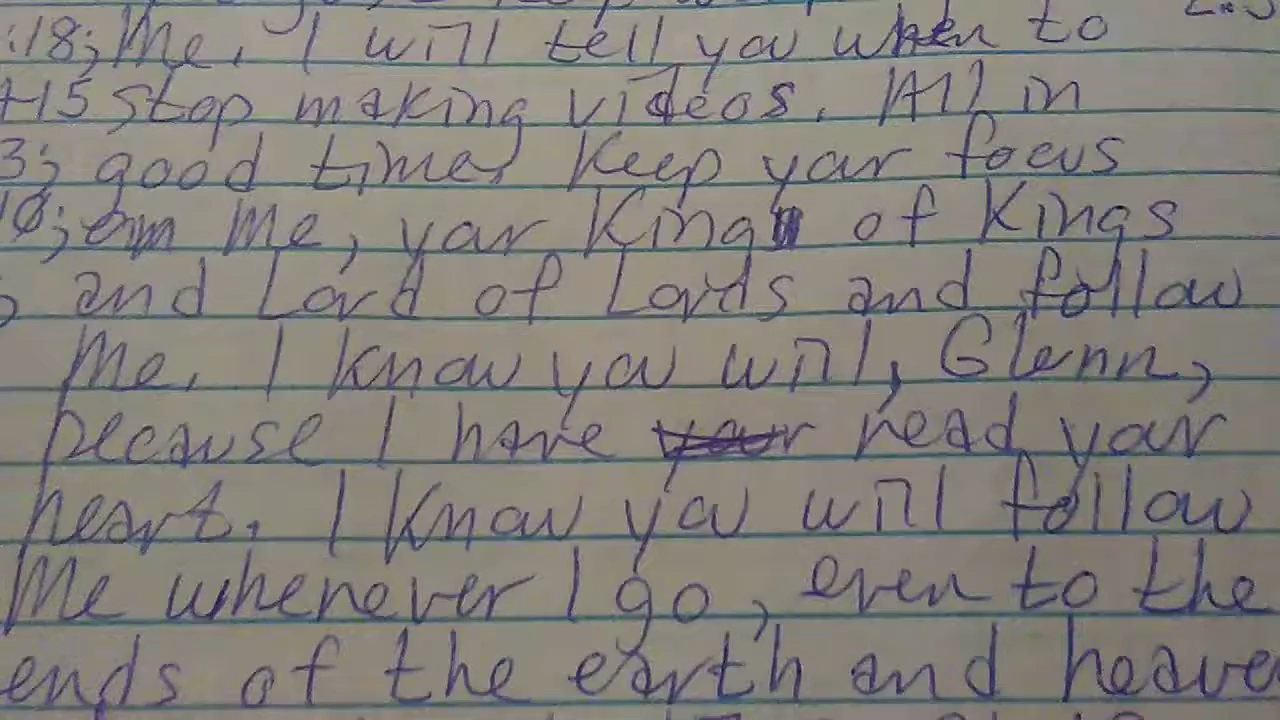 :18; Me. I will tell you when to
+15 stop making videos. All in
3; good time. Keep your focus
10; on Me, your King of Kings
and Lord of Lords and follow
Me. I know you will, Glenn,
because I have your read your
heart. I know you will follow
Me whenever I go, even to the
ends of the earth and heave